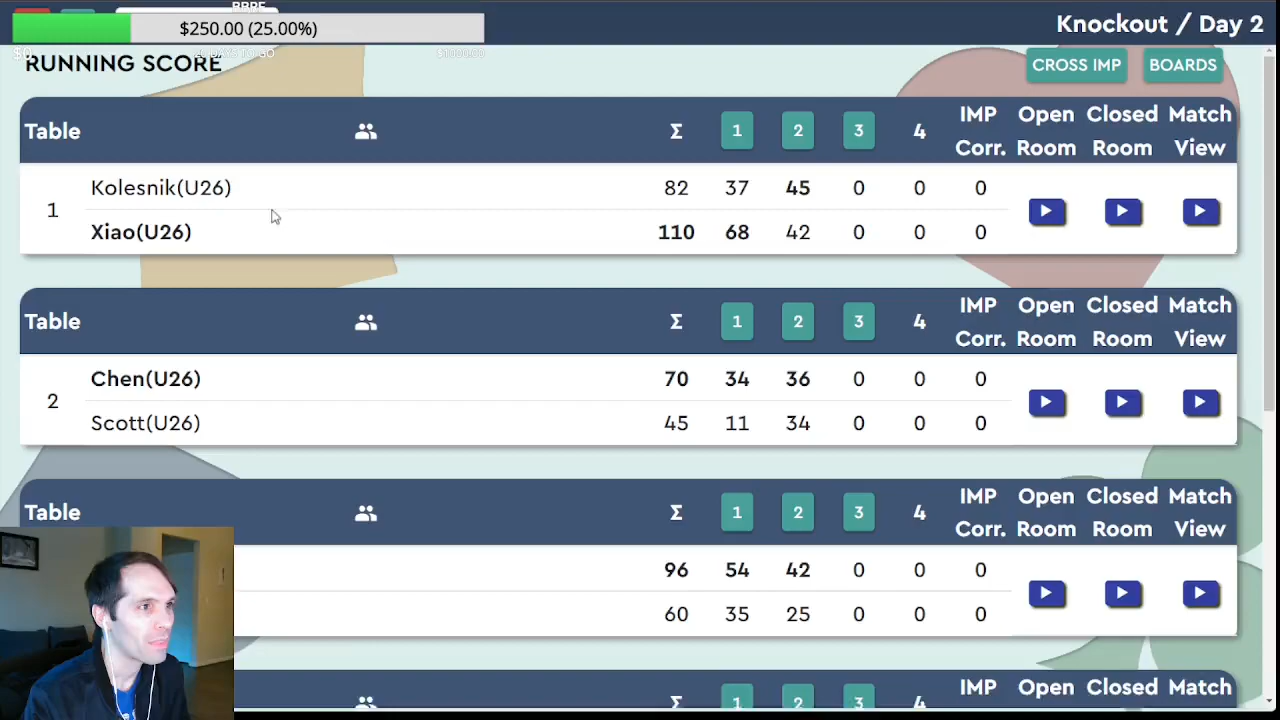 BBBE
$250.00 (25.00%)
Knockout / Day 2
$0
$1000.00
RUNNING SCORE
CROSS IMP
BOARDS
Table Σ 1 2 3 4 IMP Corr. Open Room Closed Room Match View
1
Kolesnik(U26) 82 37 45 0 0 0
Xiao(U26) 110 68 42 0 0 0
Table Σ 1 2 3 4 IMP Corr. Open Room Closed Room Match View
2
Chen(U26) 70 34 36 0 0 0
Scott(U26) 45 11 34 0 0 0
Table Σ 1 2 3 4 IMP Corr. Open Room Closed Room Match View
96 54 42 0 0 0
60 35 25 0 0 0
1 2 3 4 IMP Open Closed Match